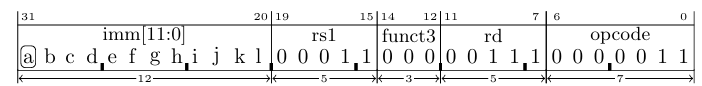 31 20 19 15 14 12 11 7 6 0
imm[11:0] rs1 funct3 rd opcode
a b c d e f g h i j k l 0 0 0 1 1 0 0 0 0 0 1 1 1 0 0 0 0 0 1 1
12 5 3 5 7